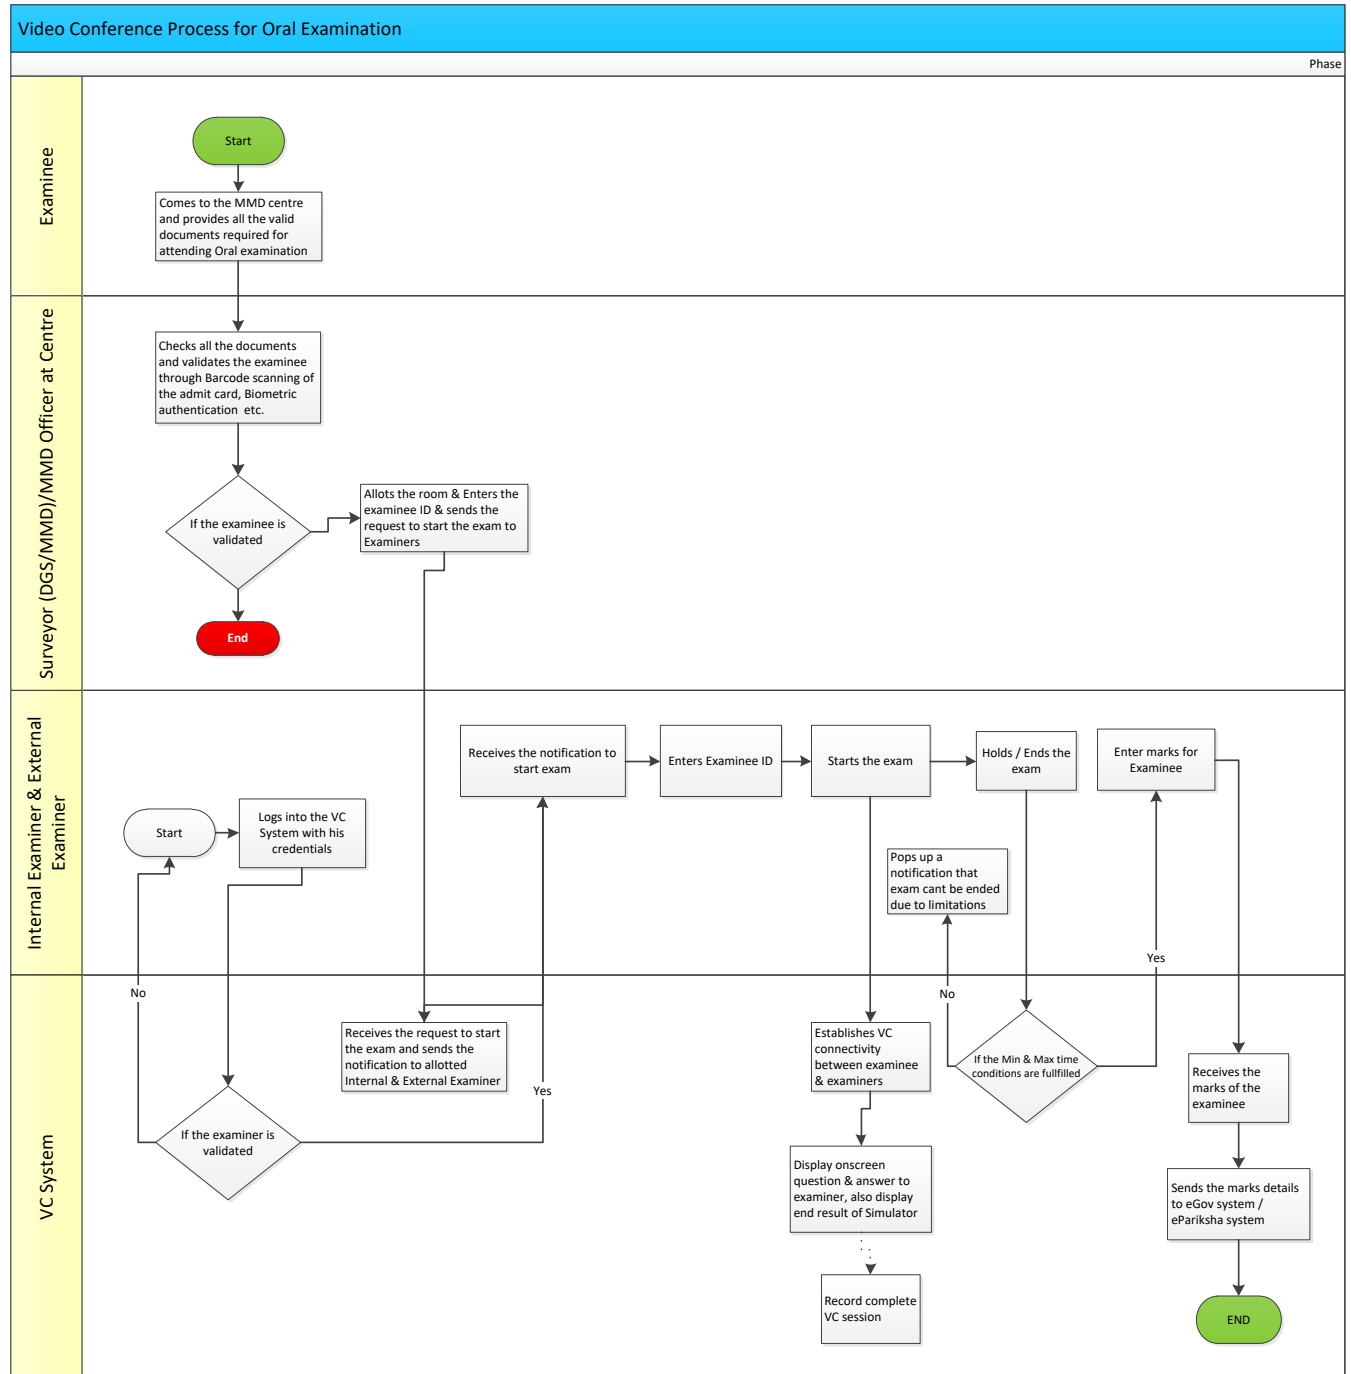 Video Conference Process for Oral Examination
Phase
Examinee
Start
Comes to the MMD centre
and provides all the valid
documents required for
attending Oral examination
Surveyor (DGS/MMD)/MMD Officer at Centre
Checks all the documents
and validates the examinee
through Barcode scanning of
the admit card, Biometric
authentication etc.
If the examinee is
validated
Allots the room & Enters the
examinee ID & sends the
request to start the exam to
Examiners
End
Internal Examiner & External
Examiner
Start
Logs into the VC
System with his
credentials
Receives the notification to
start exam
Enters Examinee ID
Starts the exam
Holds / Ends the
exam
Enter marks for
Examinee
Pops up a
notification that
exam cant be ended
due to limitations
Yes
No
No
VC System
If the examiner is
validated
Receives the request to start
the exam and sends the
notification to allotted
Internal & External Examiner
Yes
Establishes VC
connectivity
between examinee
& examiners
If the Min & Max time
conditions are fullfilled
Receives the
marks of the
examinee
Display onscreen
question & answer to
examiner, also display
end result of Simulator
Sends the marks details
to eGov system /
ePariksha system
Record complete
VC session
END